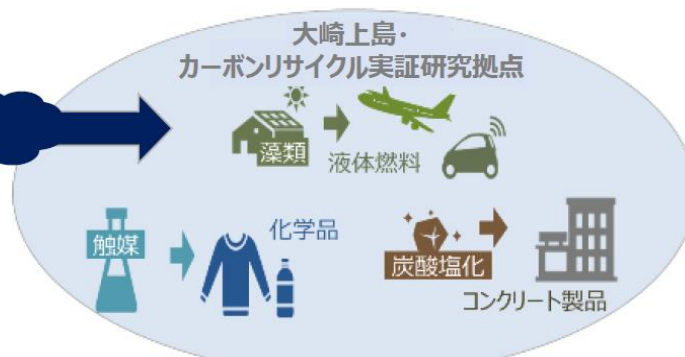 大崎上島・
カーボンリサイクル実証研究拠点
藻類
液体燃料
触媒
化学品
炭酸塩化
コンクリート製品